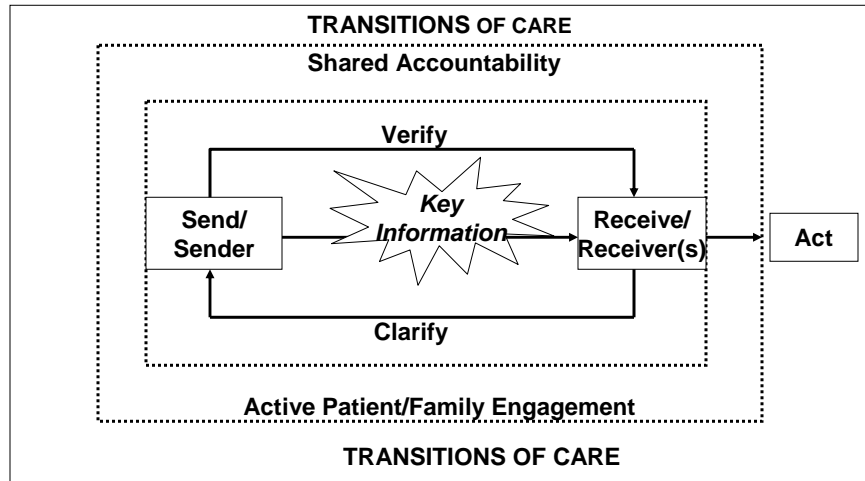 TRANSITIONS OF CARE
Shared Accountability
Verify
Send/
Sender
Key
Information
Receive/
Receiver(s)
Act
Clarify
Active Patient/Family Engagement
TRANSITIONS OF CARE